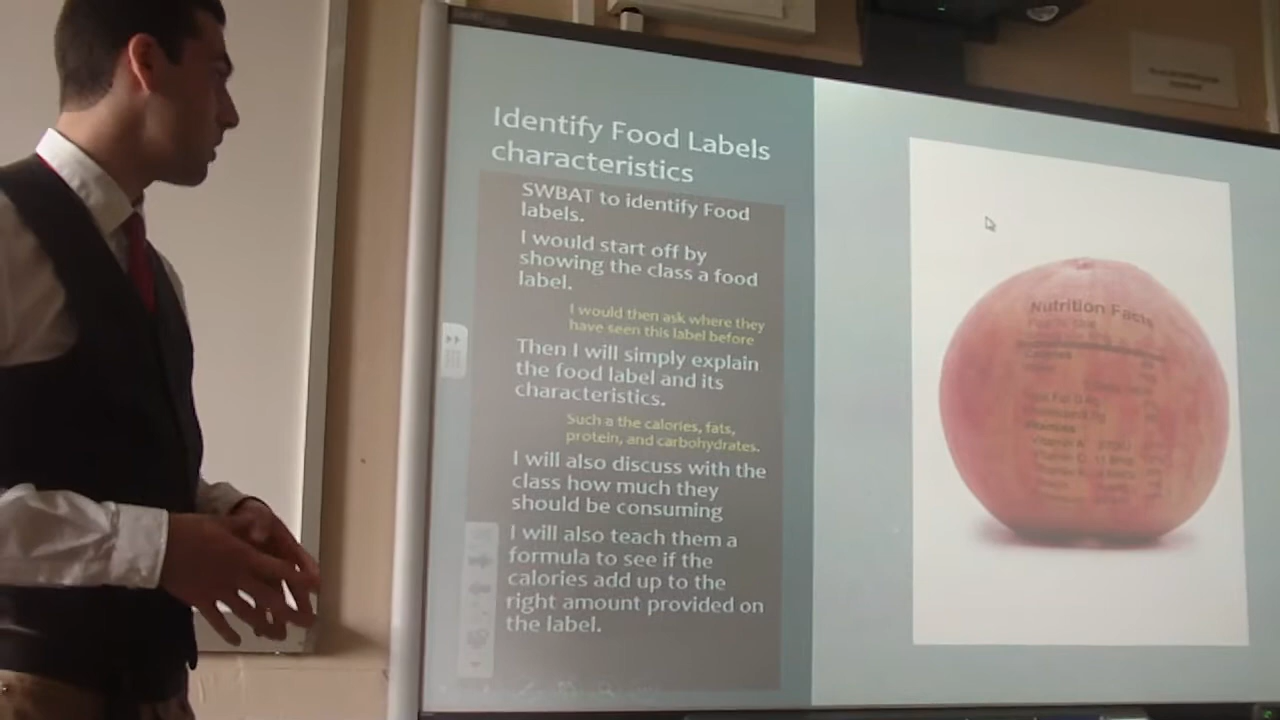 Identify Food Labels
characteristics
SWBAT to identify Food
labels.
I would start off by
showing the class a food
label.
I would then ask where they
have seen this label before
Then I will simply explain
the food label and its
characteristics.
Such a the calories, fats,
protein, and carbohydrates.
I will also discuss with the
class how much they
should be consuming
I will also teach them a
formula to see if the
calories add up to the
right amount provided on
the label.
Nutrition Facts
Calories
Vitamins
Vitamin A
Vitamin C